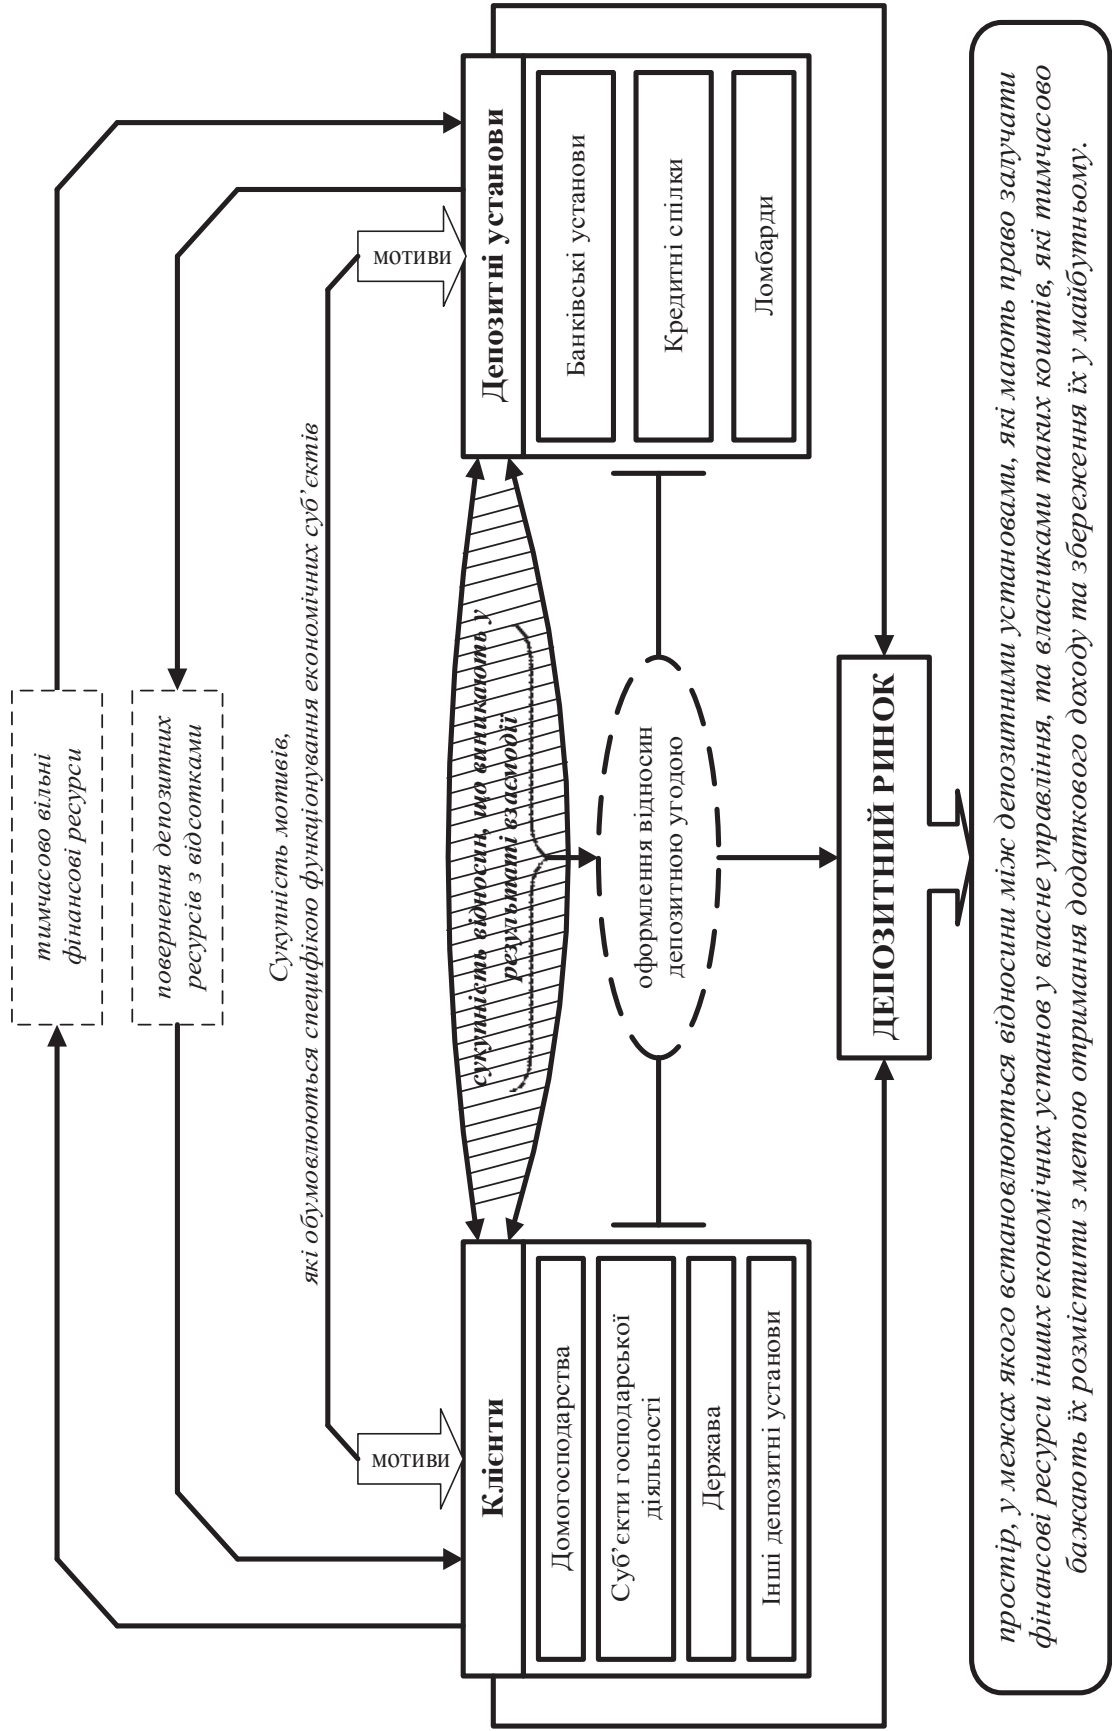 тимчасово вільні
фінансові ресурси
повернення депозитних
ресурсів з відсотками
Сукупність мотивів,
які обумовлюються специфікою функціонування економічних суб’єктів
мотиви
мотиви
Клієнти
Домогосподарства
Суб’єкти господарської
діяльності
Держава
Інші депозитні установи
сукупність відносин, що виникають у
результаті взаємодії
оформлення відносин
депозитною угодою
Депозитні установи
Банківські установи
Кредитні спілки
Ломбарди
ДЕПОЗИТНИЙ РИНОК
простір, у межах якого встановлюються відносини між депозитними установами, які мають право залучати
фінансові ресурси інших економічних установ у власне управління, та власниками таких коштів, які тимчасово
бажають їх розмістити з метою отримання додаткового доходу та збереження їх у майбутньому.